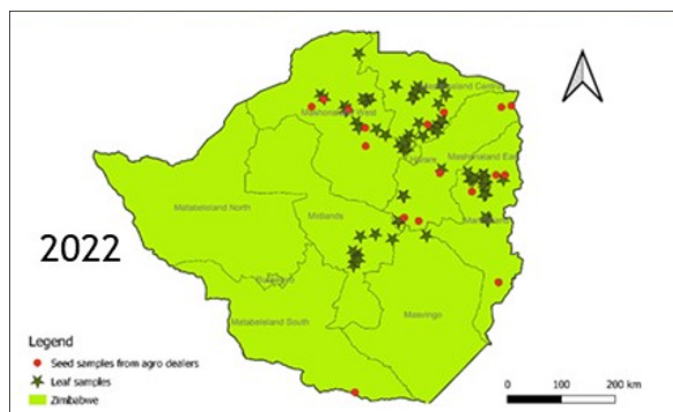 Mashonaland Central
Mashonaland West
Harare
Mashonaland East
Matabeleland North
Midlands
2022
Bulawayo
Masvingo
Matabeleland South
Legend
Seed samples from agro dealers
Leaf samples
Zimbabwe
0 100 200 km